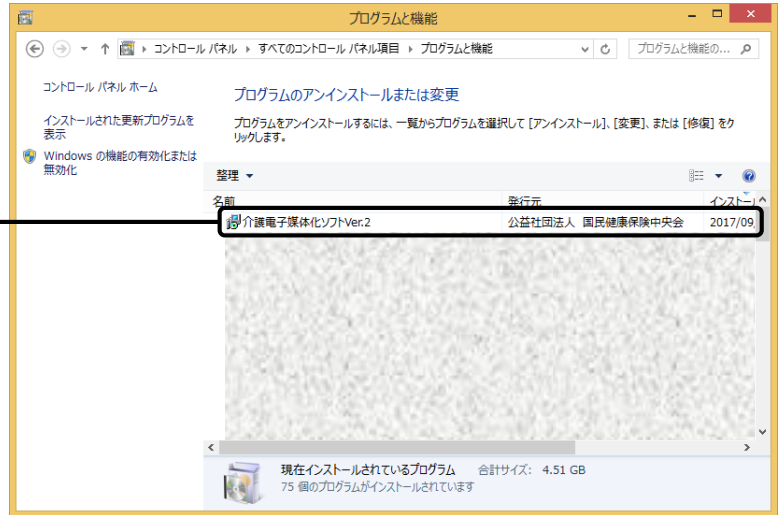 プログラムと機能
コントロール パネル すべてのコントロール パネル項目 プログラムと機能
プログラムと機能の...
コントロール パネル ホーム
インストールされた更新プログラムを
表示
Windows の機能の有効化または
無効化
プログラムのアンインストールまたは変更
プログラムをアンインストールするには、一覧からプログラムを選択して [アンインストール]、[変更]、または [修復] をク
リックします。
整理
名前 発行元 インストール
介護電子媒体化ソフトVer.2 公益社団法人 国民健康保険中央会 2017/09
現在インストールされているプログラム 合計サイズ: 4.51 GB
75 個のプログラムがインストールされています